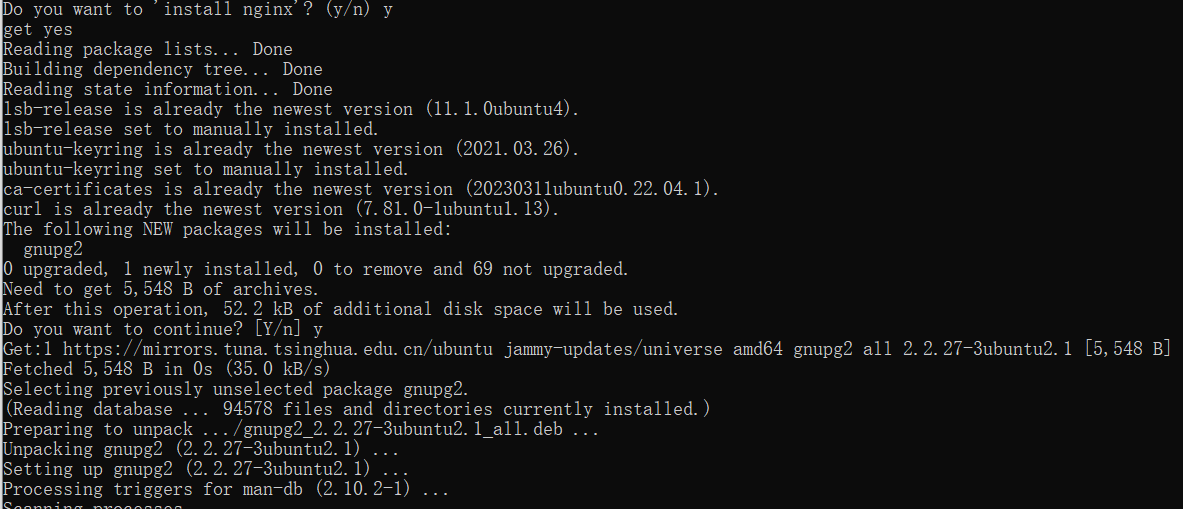 Do you want to 'install nginx'? (y/n) y
get yes
Reading package lists... Done
Building dependency tree... Done
Reading state information... Done
lsb-release is already the newest version (11.1.0ubuntu4).
lsb-release set to manually installed.
ubuntu-keyring is already the newest version (2021.03.26).
ubuntu-keyring set to manually installed.
ca-certificates is already the newest version (20230311ubuntu0.22.04.1).
curl is already the newest version (7.81.0-1ubuntu1.13).
The following NEW packages will be installed:
  gnupg2
0 upgraded, 1 newly installed, 0 to remove and 69 not upgraded.
Need to get 5,548 B of archives.
After this operation, 52.2 kB of additional disk space will be used.
Do you want to continue? [Y/n] y
Get:1 https://mirrors.tuna.tsinghua.edu.cn/ubuntu jammy-updates/universe amd64 gnupg2 all 2.2.27-3ubuntu2.1 [5,548 B]
Fetched 5,548 B in 0s (35.0 kB/s)
Selecting previously unselected package gnupg2.
(Reading database ... 94578 files and directories currently installed.)
Preparing to unpack .../gnupg2_2.2.27-3ubuntu2.1_all.deb ...
Unpacking gnupg2 (2.2.27-3ubuntu2.1) ...
Setting up gnupg2 (2.2.27-3ubuntu2.1) ...
Processing triggers for man-db (2.10.2-1) ...
Scanning processes